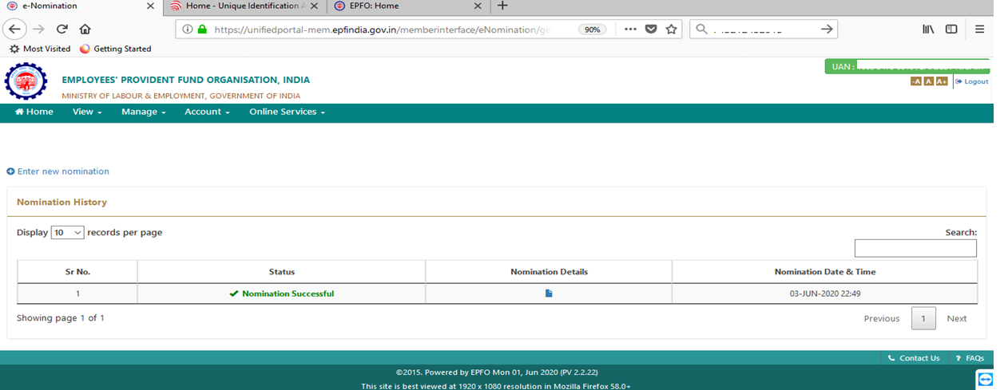 e-Nomination
Home - Unique Identification A
EPFO: Home
https://unifiedportal-mem.epfindia.gov.in/memberinterface/eNomination/ge
90%
Most Visited
Getting Started
UAN :
EMPLOYEES' PROVIDENT FUND ORGANISATION, INDIA
MINISTRY OF LABOUR & EMPLOYMENT, GOVERNMENT OF INDIA
-A A A+ Logout
Home View Manage Account Online Services
Enter new nomination
Nomination History
Display 10 records per page
Search:
Sr No. Status Nomination Details Nomination Date & Time
1 Nomination Successful 03-JUN-2020 22:49
Showing page 1 of 1
Previous 1 Next
Contact Us ? FAQs
©2015. Powered by EPFO Mon 01, Jun 2020 (PV 2.2.22)
This site is best viewed at 1920 x 1080 resolution in Mozilla Firefox 58.0+